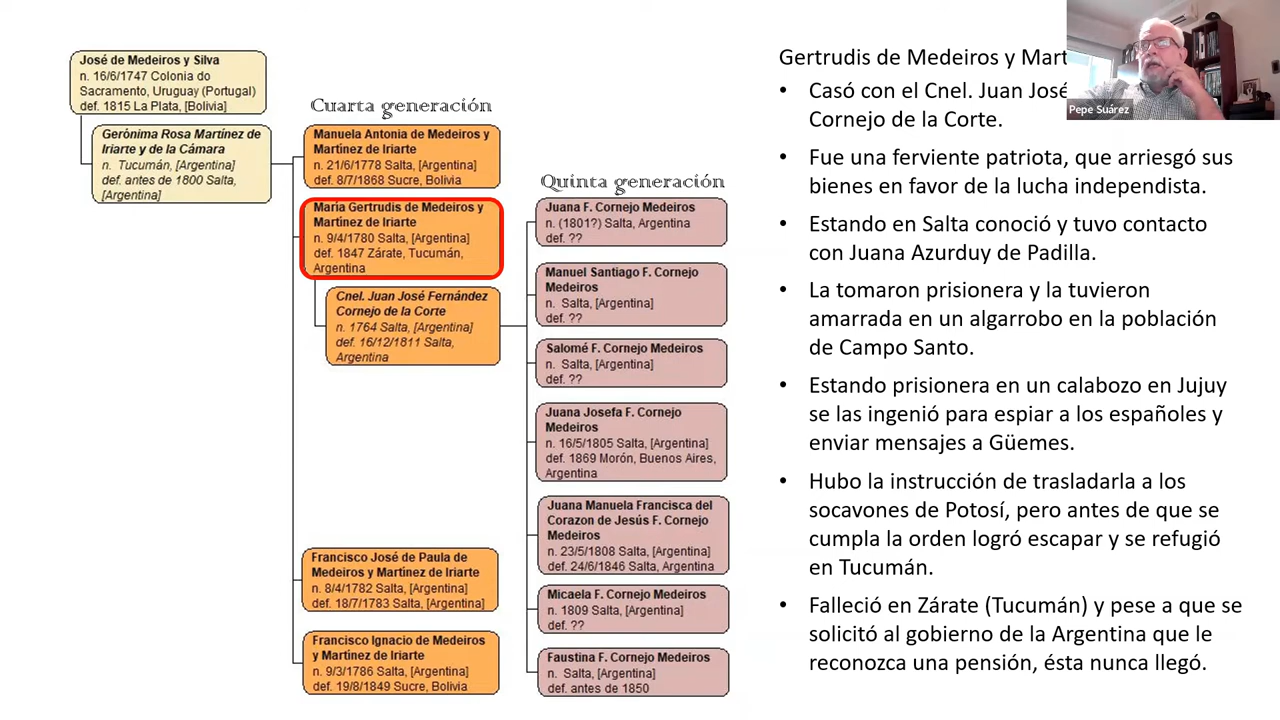 José de Medeiros y Silva
n. 16/6/1747 Colonia do
Sacramento, Uruguay (Portugal)
def. 1815 La Plata, [Bolivia]
Gerónima Rosa Martínez de
Iriarte y de la Cámara
n. Tucumán, [Argentina]
def. antes de 1800 Salta,
[Argentina]
Cuarta generación
Manuela Antonia de Medeiros y
Martínez de Iriarte
n. 21/6/1778 Salta, [Argentina]
def. 8/7/1868 Sucre, Bolivia
María Gertrudis de Medeiros y
Martínez de Iriarte
n. 9/4/1780 Salta, [Argentina]
def. 1847 Zárate, Tucumán,
Argentina
Cnel. Juan José Fernández
Cornejo de la Corte
n. 1764 Salta, [Argentina]
def. 16/12/1811 Salta,
Argentina
Francisco José de Paula de
Medeiros y Martínez de Iriarte
n. 8/4/1782 Salta, [Argentina]
def. 18/7/1783 Salta, [Argentina]
Francisco Ignacio de Medeiros
y Martínez de Iriarte
n. 9/3/1786 Salta, [Argentina]
def. 19/8/1849 Sucre, Bolivia
Quinta generación
Juana F. Cornejo Medeiros
n. (1801?) Salta, Argentina
def. ??
Manuel Santiago F. Cornejo
Medeiros
n. Salta, [Argentina]
def. ??
Salomé F. Cornejo Medeiros
n. Salta, [Argentina]
def. ??
Juana Josefa F. Cornejo
Medeiros
n. 16/5/1805 Salta, [Argentina]
def. 1869 Morón, Buenos Aires,
Argentina
Juana Manuela Francisca del
Corazon de Jesús F. Cornejo
Medeiros
n. 23/5/1808 Salta, [Argentina]
def. 24/6/1846 Salta, Argentina
Micaela F. Cornejo Medeiros
n. 1809 Salta, [Argentina]
def. ??
Faustina F. Cornejo Medeiros
n. Salta, [Argentina]
def. antes de 1850
Gertrudis de Medeiros y Mart
• Casó con el Cnel. Juan José
Cornejo de la Corte.
• Fue una ferviente patriota, que arriesgó sus
bienes en favor de la lucha independista.
• Estando en Salta conoció y tuvo contacto
con Juana Azurduy de Padilla.
• La tomaron prisionera y la tuvieron
amarrada en un algarrobo en la población
de Campo Santo.
• Estando prisionera en un calabozo en Jujuy
se las ingenió para espiar a los españoles y
enviar mensajes a Güemes.
• Hubo la instrucción de trasladarla a los
socavones de Potosí, pero antes de que se
cumpla la orden logró escapar y se refugió
en Tucumán.
• Falleció en Zárate (Tucumán) y pese a que se
solicitó al gobierno de la Argentina que le
reconozca una pensión, ésta nunca llegó.
Pepe Suárez